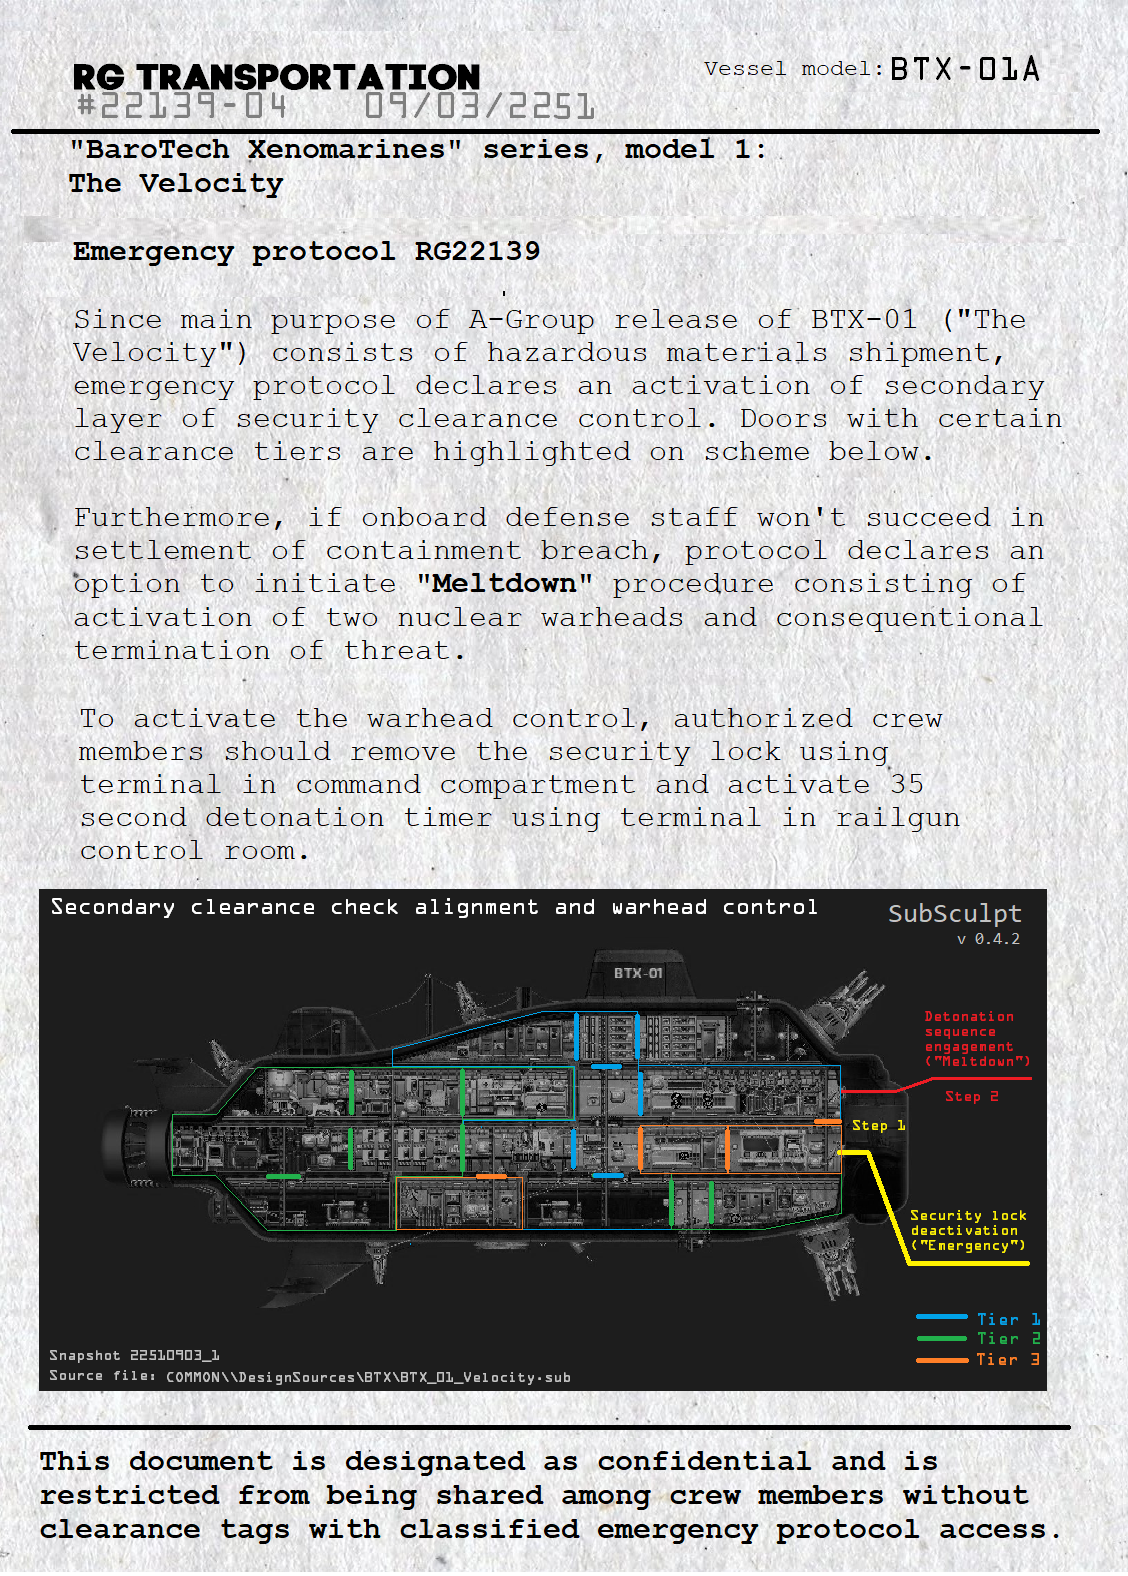 RG TRANSPORTATION
Vessel model: BTX-01A
#22139-04 09/03/2251
"BaroTech Xenomarines" series, model 1:
The Velocity
Emergency protocol RG22139
Since main purpose of A-Group release of BTX-01 ("The
Velocity") consists of hazardous materials shipment,
emergency protocol declares an activation of secondary
layer of security clearance control. Doors with certain
clearance tiers are highlighted on scheme below.
Furthermore, if onboard defense staff won't succeed in
settlement of containment breach, protocol declares an
option to initiate "Meltdown" procedure consisting of
activation of two nuclear warheads and consequentional
termination of threat.
To activate the warhead control, authorized crew
members should remove the security lock using
terminal in command compartment and activate 35
second detonation timer using terminal in railgun
control room.
Secondary clearance check alignment and warhead control
SubSculpt
v 0.4.2
BTX-01
Detonation
sequence
engagement
("Meltdown")
Step 2
Step 1
Security lock
deactivation
("Emergency")
Tier 1
Tier 2
Tier 3
Snapshot 22510903_1
Source file: COMMON\\DesignSources\BTX\BTX_01_Velocity.sub
This document is designated as confidential and is
restricted from being shared among crew members without
clearance tags with classified emergency protocol access.